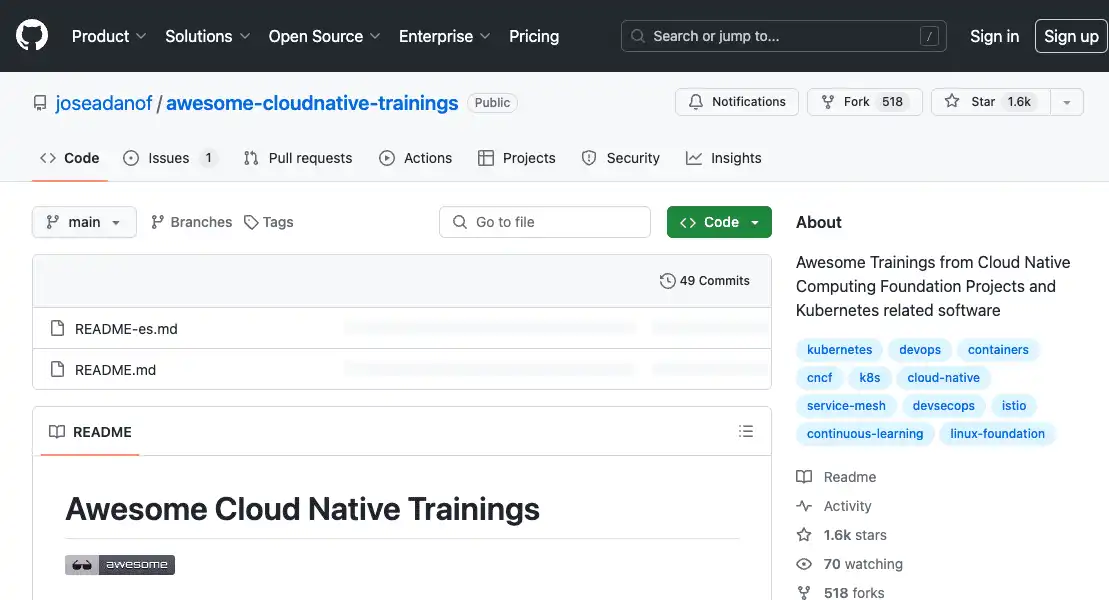 Product Solutions Open Source Enterprise Pricing Search or jump to... / Sign in Sign up
joseadanof / awesome-cloudnative-trainings Public Notifications Fork 518 Star 1.6k
Code Issues 1 Pull requests Actions Projects Security Insights
main Branches Tags Go to file Code
49 Commits
README-es.md
README.md
README
Awesome Cloud Native Trainings
awesome
About
Awesome Trainings from Cloud Native
Computing Foundation Projects and
Kubernetes related software
kubernetes devops containers
cncf k8s cloud-native
service-mesh devsecops istio
continuous-learning linux-foundation
Readme
Activity
1.6k stars
70 watching
518 forks